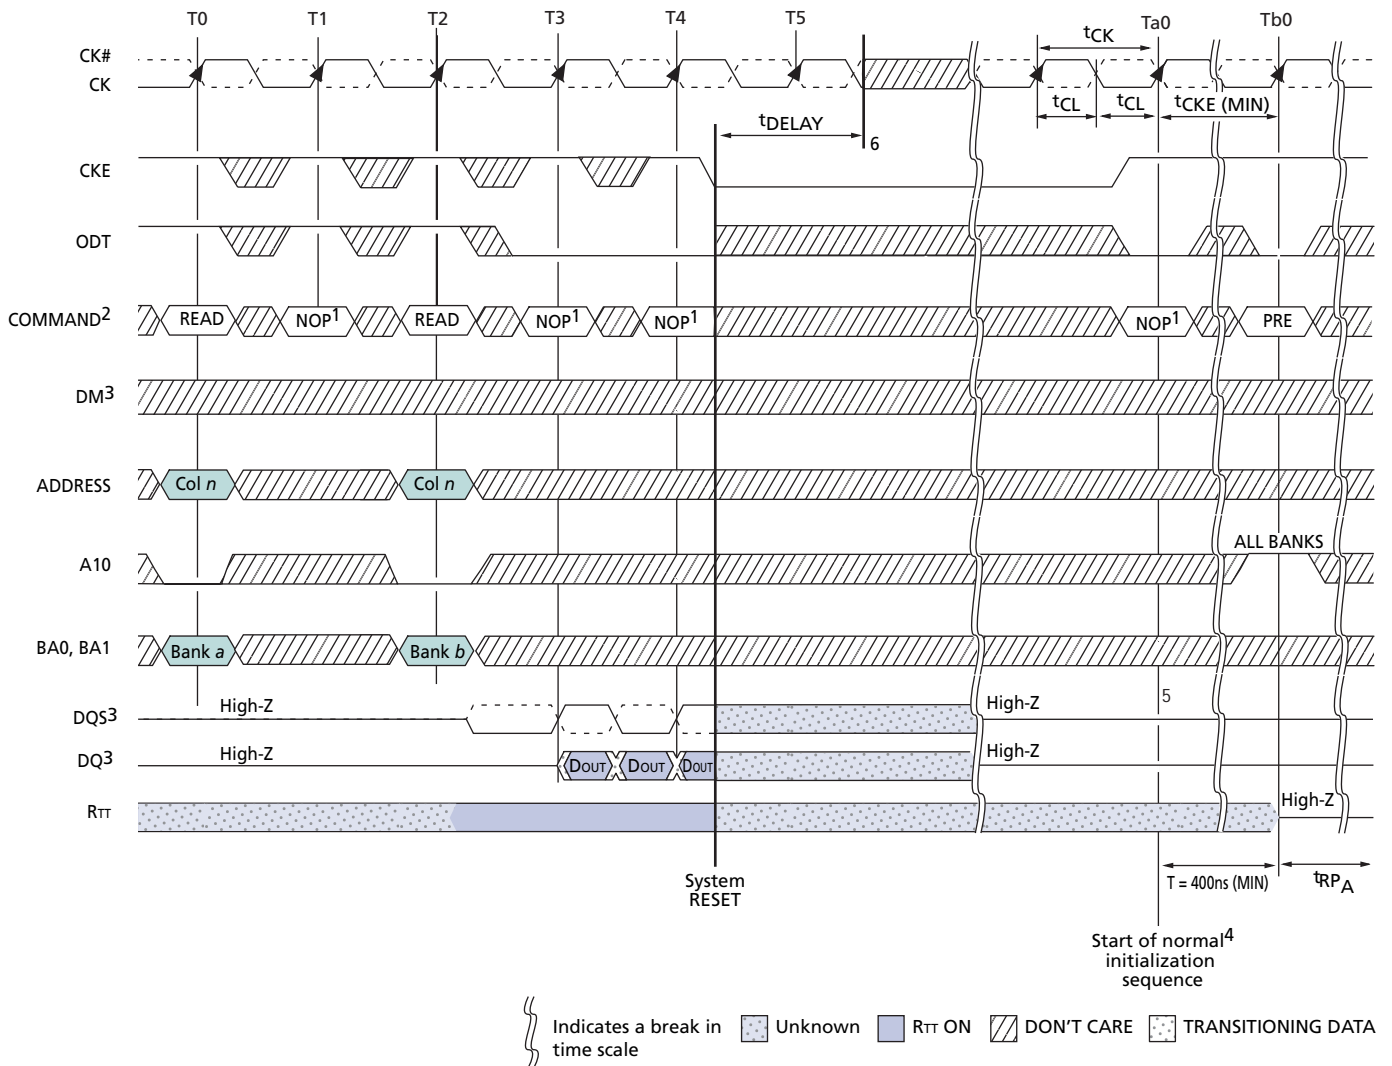 T0 T1 T2 T3 T4 T5 Ta0 Tb0
CK#
CK
tCK
tCL tCL tCKE (MIN)
tDELAY
6
CKE
ODT
COMMAND2 READ NOP1 READ NOP1 NOP1 NOP1 PRE
DM3
ADDRESS Col n Col n
A10 ALL BANKS
BA0, BA1 Bank a Bank b
5
DQS3 High-Z High-Z
DQ3 High-Z DOUT DOUT DOUT High-Z
RTT High-Z
System
RESET
T = 400ns (MIN) tRPA
Start of normal4
initialization
sequence
Indicates a break in
time scale
Unknown RTT ON DON'T CARE TRANSITIONING DATA